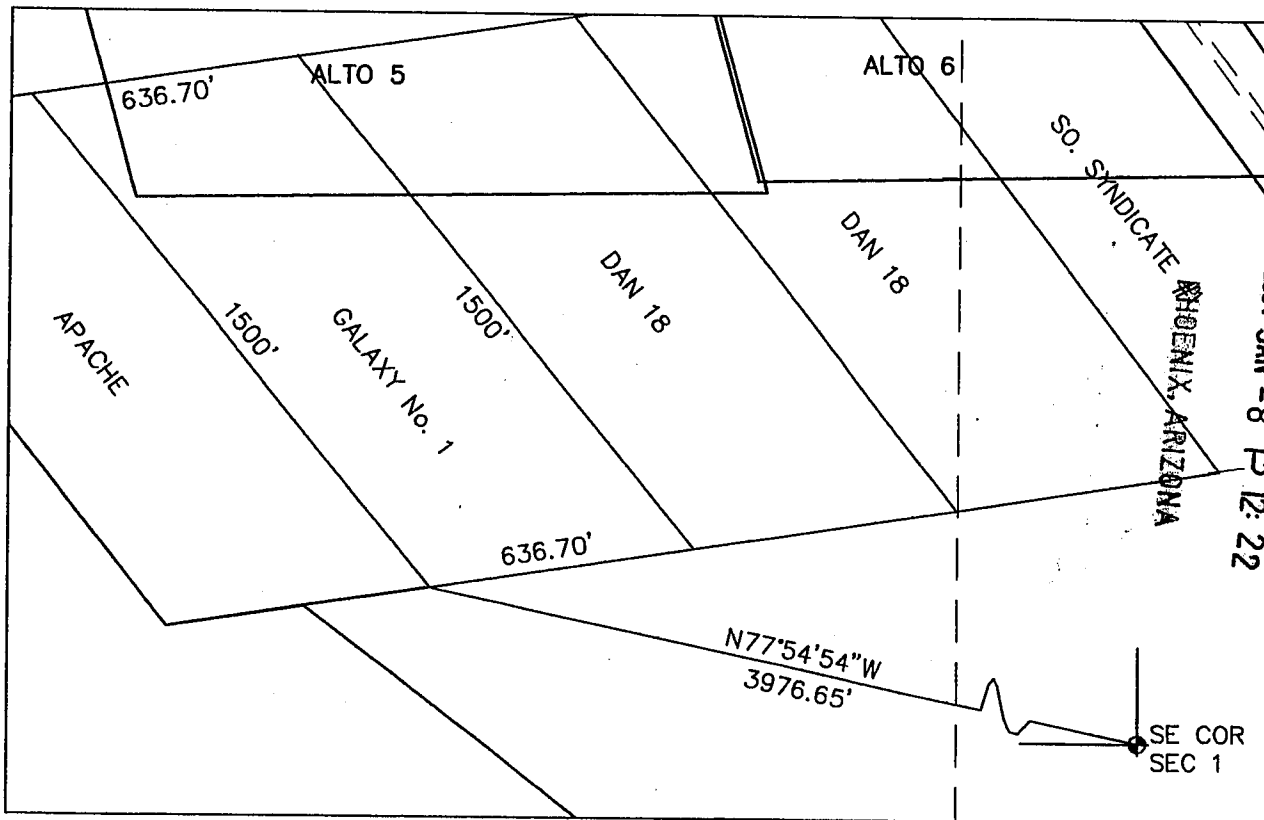 ALTO 5
ALTO 6
636.70'
SO. SYNDICATE
DAN 18
DAN 18
1500'
1500'
GALAXY No. 1
APACHE
PHOENIX, ARIZONA
-8 P 12:22
636.70'
N77°54'54"W
3976.65'
SE COR
SEC 1